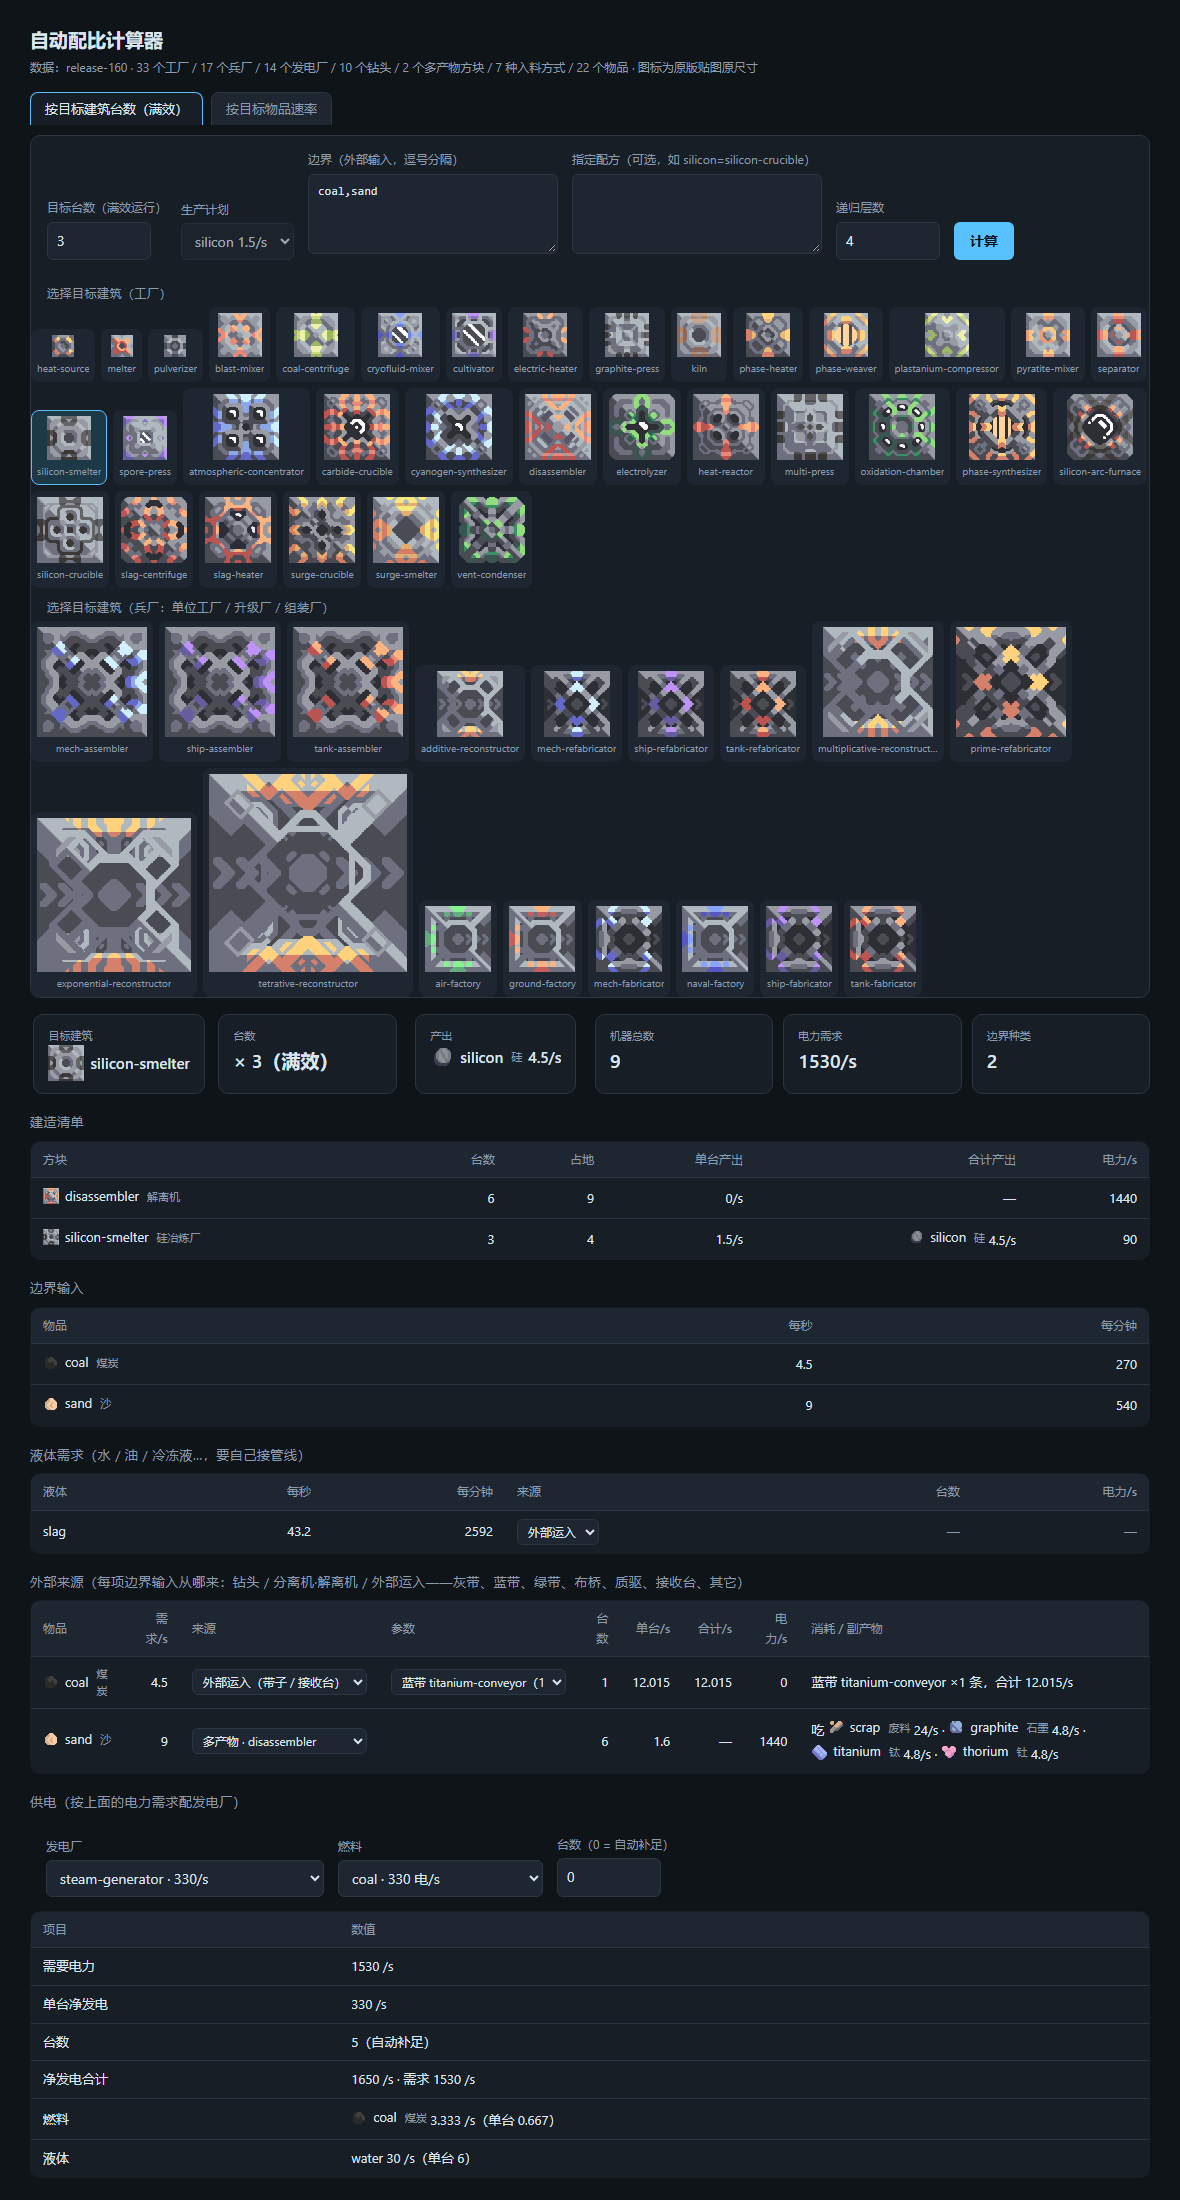 自动配比计算器
数据：release-160 · 33 个工厂 / 17 个兵厂 / 14 个发电厂 / 10 个钻头 / 2 个多产物方块 / 7 种入料方式 / 22 个物品 · 图标为原版贴图原尺寸
按目标建筑台数（满效） 按目标物品速率
边界（外部输入，逗号分隔） 指定配方（可选，如 silicon=silicon-crucible）
目标台数（满效运行） 生产计划 递归层数
3 silicon 1.5/s coal,sand 4 计算
选择目标建筑（工厂）
heat-source melter pulverizer blast-mixer coal-centrifuge cryofluid-mixer cultivator electric-heater graphite-press kiln phase-heater phase-weaver plastanium-compressor pyratite-mixer separator
silicon-smelter spore-press atmospheric-concentrator carbide-crucible cyanogen-synthesizer disassembler electrolyzer heat-reactor multi-press oxidation-chamber phase-synthesizer silicon-arc-furnace
silicon-crucible slag-centrifuge slag-heater surge-crucible surge-smelter vent-condenser
选择目标建筑（兵厂：单位工厂 / 升级厂 / 组装厂）
mech-assembler ship-assembler tank-assembler additive-reconstructor mech-refabricator ship-refabricator tank-refabricator multiplicative-reconstruct... prime-refabricator
exponential-reconstructor tetrative-reconstructor air-factory ground-factory mech-fabricator naval-factory ship-fabricator tank-fabricator
目标建筑 台数 产出 机器总数 电力需求 边界种类
silicon-smelter × 3（满效） silicon 硅 4.5/s 9 1530/s 2
建造清单
方块 台数 占地 单台产出 合计产出 电力/s
disassembler 解离机 6 9 0/s — 1440
silicon-smelter 硅冶炼厂 3 4 1.5/s silicon 硅 4.5/s 90
边界输入
物品 每秒 每分钟
coal 煤炭 4.5 270
sand 沙 9 540
液体需求（水 / 油 / 冷冻液...，要自己接管线）
液体 每秒 每分钟 来源 台数 电力/s
slag 43.2 2592 外部运入 — —
外部来源（每项边界输入从哪来：钻头 / 分离机·解离机 / 外部运入——灰带、蓝带、绿带、布桥、质驱、接收台、其它）
物品 需求/s 来源 参数 台数 单台/s 合计/s 电力/s 消耗 / 副产物
coal 煤炭 4.5 外部运入（带子 / 接收台） 蓝带 titanium-conveyor（1 1 12.015 12.015 0 蓝带 titanium-conveyor ×1 条，合计 12.015/s
sand 沙 9 多产物 · disassembler 6 1.6 — 1440 吃 scrap 废料 24/s · graphite 石墨 4.8/s ·
titanium 钛 4.8/s · thorium 钍 4.8/s
供电（按上面的电力需求配发电厂）
发电厂 燃料 台数（0 = 自动补足）
steam-generator · 330/s coal · 330 电/s 0
项目 数值
需要电力 1530 /s
单台净发电 330 /s
台数 5（自动补足）
净发电合计 1650 /s · 需求 1530 /s
燃料 coal 煤炭 3.333 /s（单台 0.667）
液体 water 30 /s（单台 6）